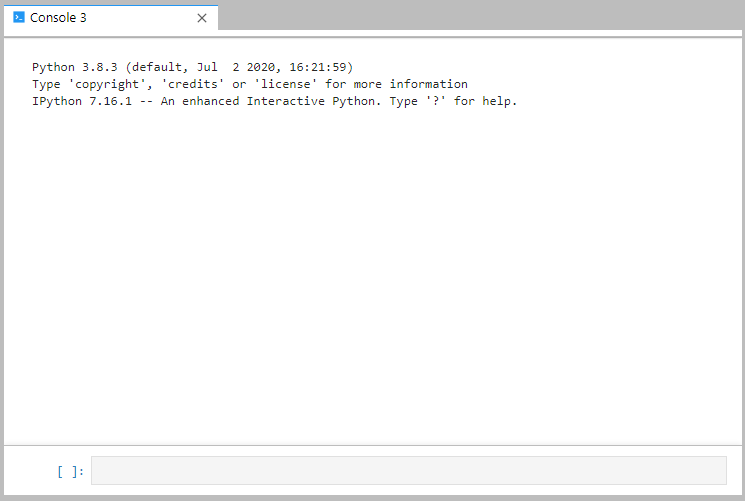 Console 3
Python 3.8.3 (default, Jul  2 2020, 16:21:59)
Type 'copyright', 'credits' or 'license' for more information
IPython 7.16.1 -- An enhanced Interactive Python. Type '?' for help.
[ ]: